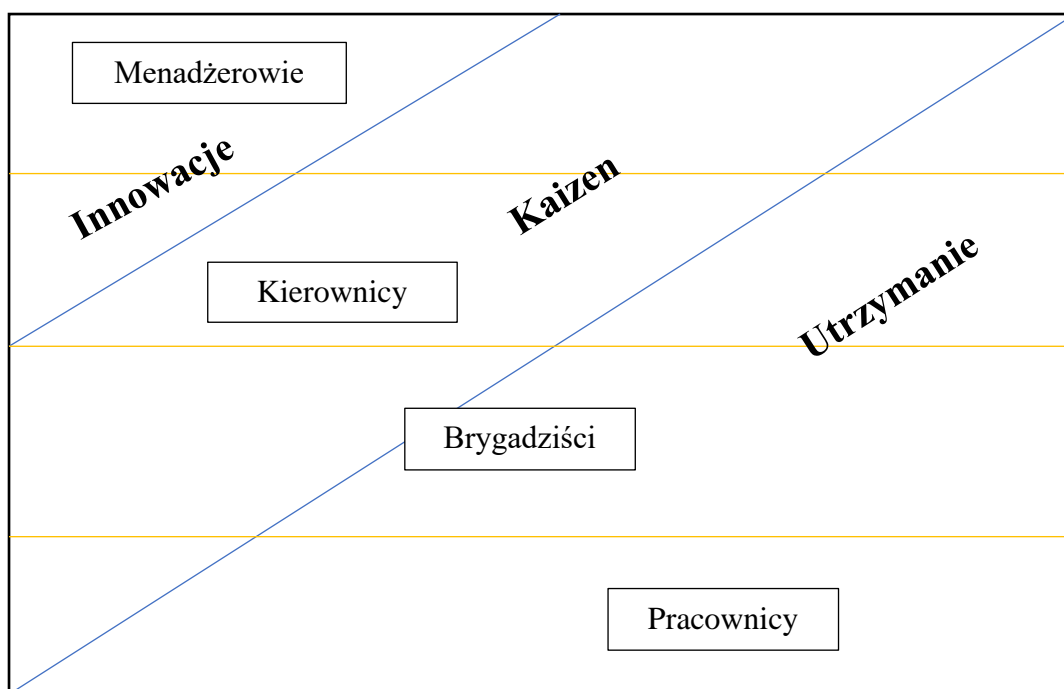 Menadżerowie
Innowacje
Kaizen
Kierownicy
Utrzymanie
Brygadziści
Pracownicy